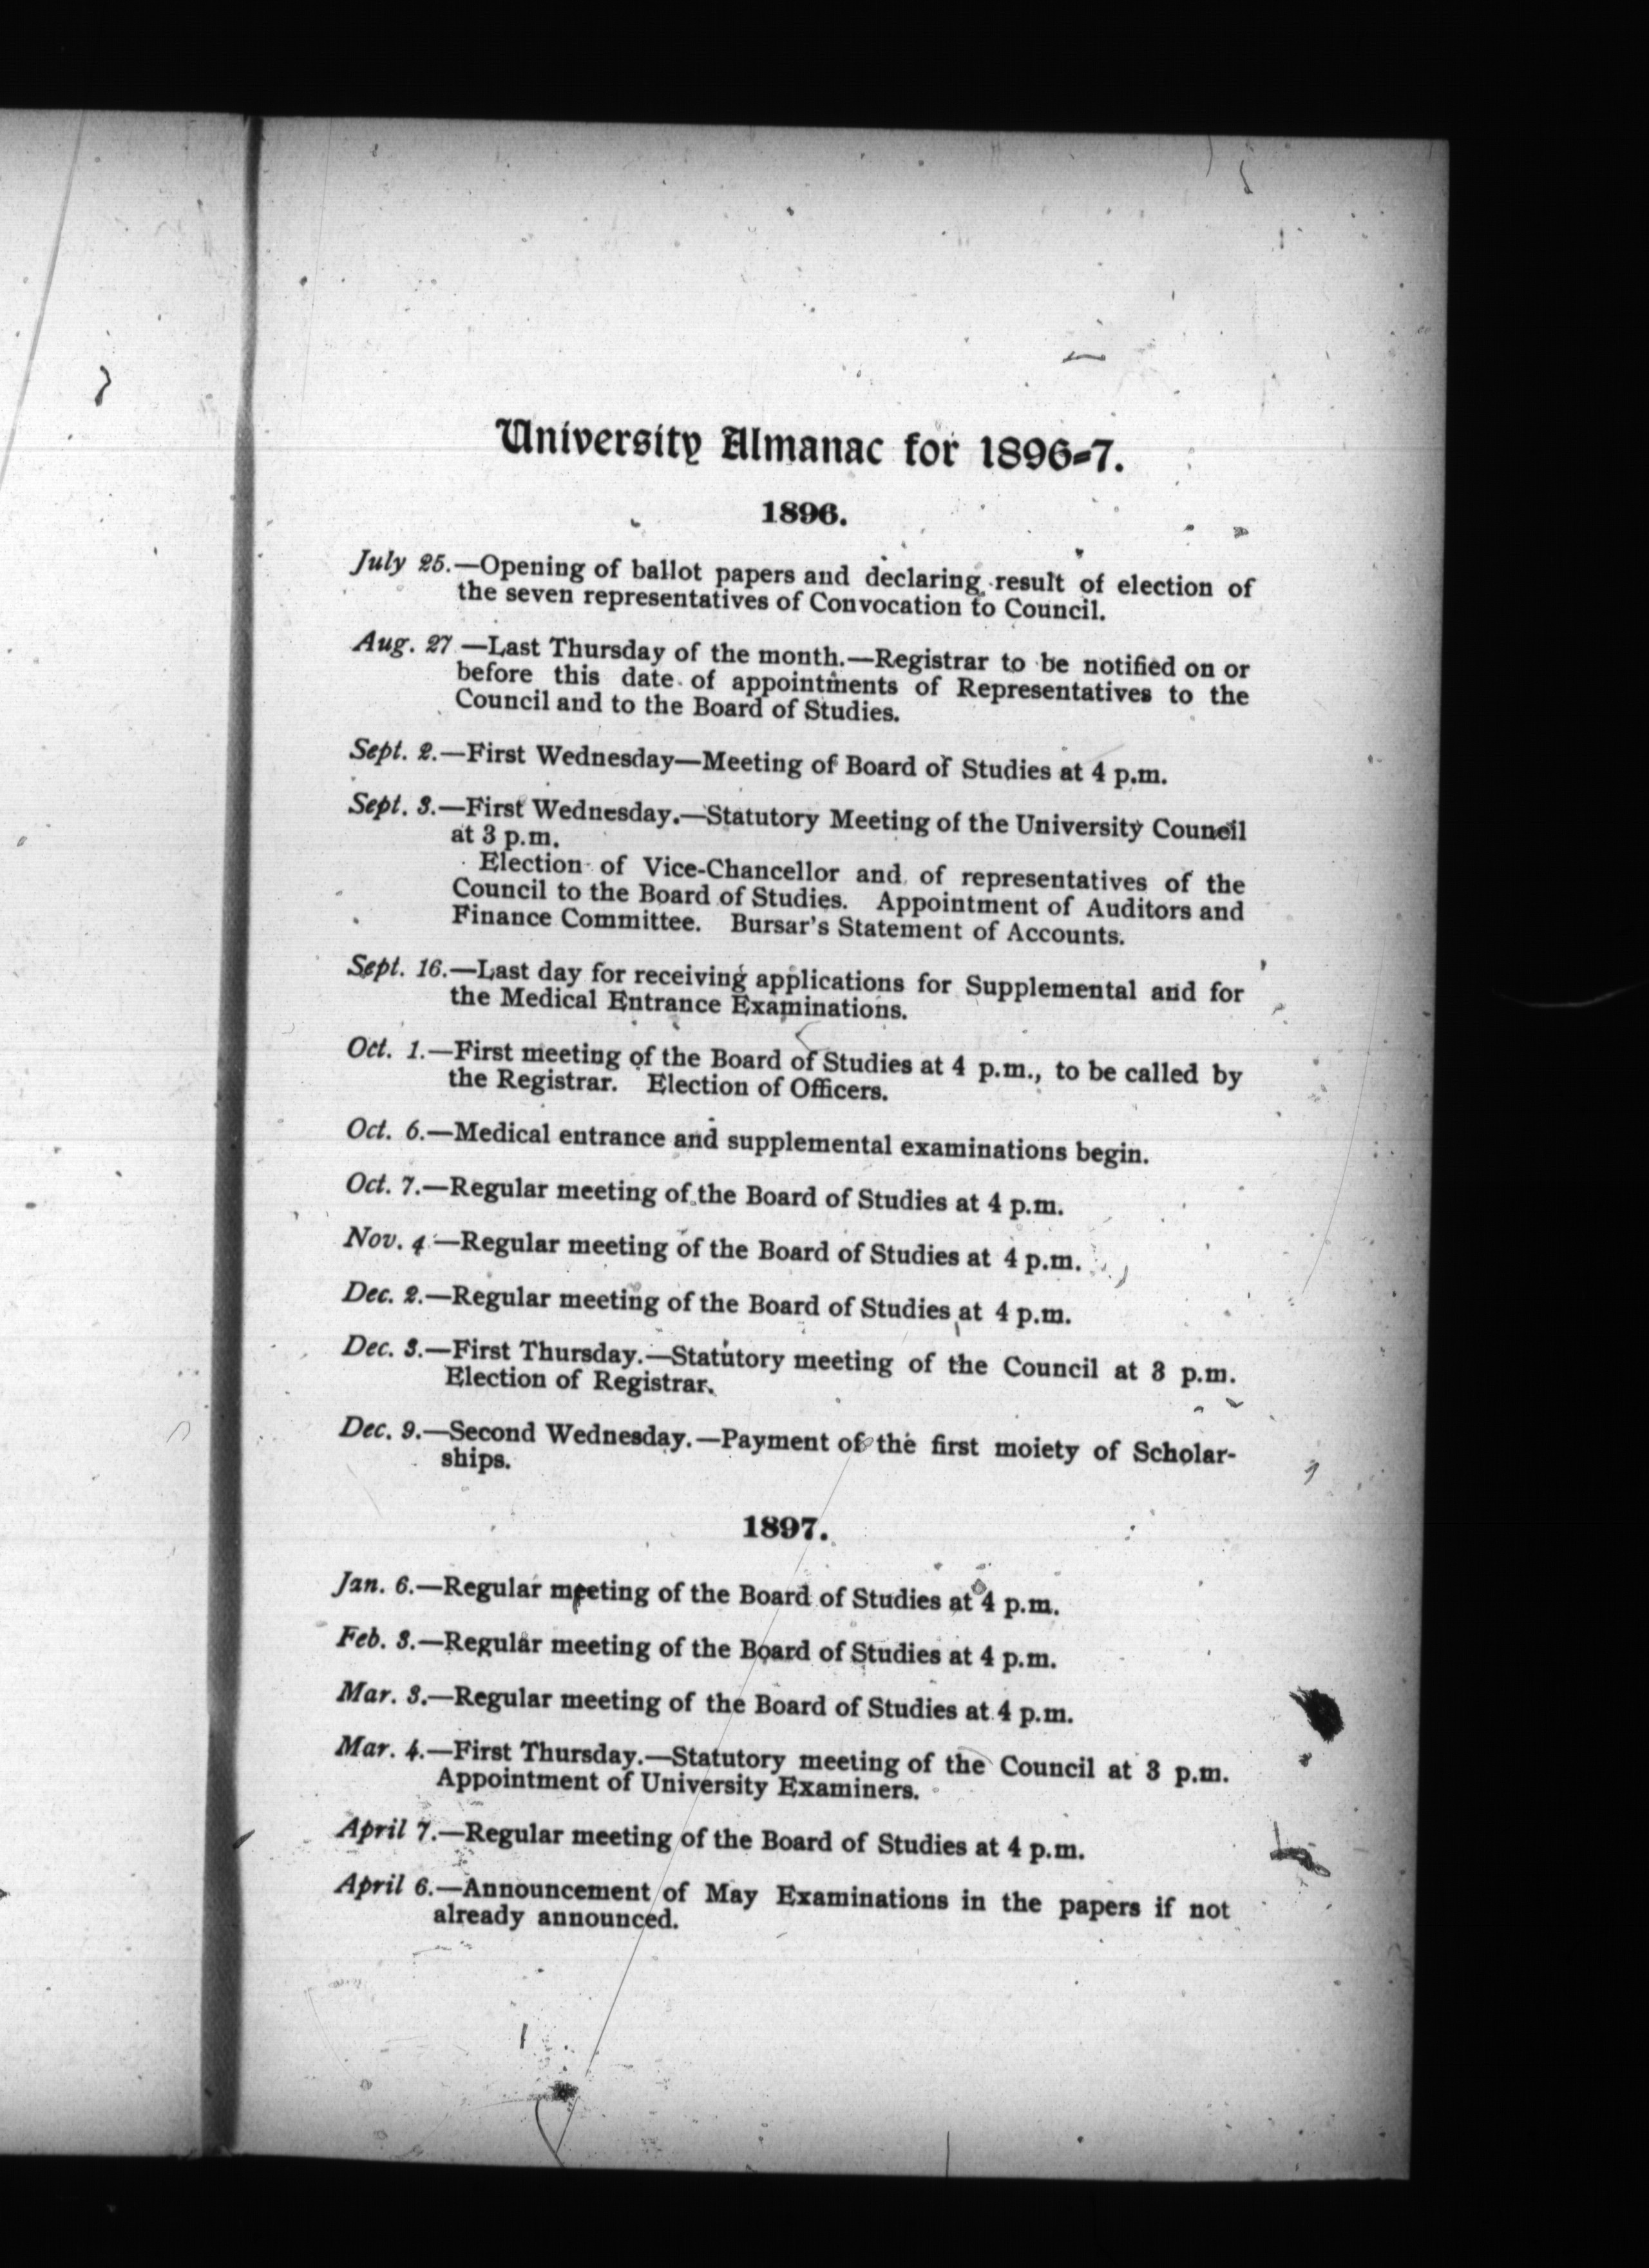 University Almanac for 1896-7.
1896.
July 25.—Opening of ballot papers and declaring result of election of
the seven representatives of Convocation to Council.
Aug. 27 —Last Thursday of the month.—Registrar to be notified on or
before this date of appointments of Representatives to the
Council and to the Board of Studies.
Sept. 2.—First Wednesday—Meeting of Board of Studies at 4 p.m.
Sept. 3.—First Wednesday.—Statutory Meeting of the University Council
at 3 p.m.
Election of Vice-Chancellor and of representatives of the
Council to the Board of Studies. Appointment of Auditors and
Finance Committee. Bursar's Statement of Accounts.
Sept. 16.—Last day for receiving applications for Supplemental and for
the Medical Entrance Examinations.
Oct. 1.—First meeting of the Board of Studies at 4 p.m., to be called by
the Registrar. Election of Officers.
Oct. 6.—Medical entrance and supplemental examinations begin.
Oct. 7.—Regular meeting of the Board of Studies at 4 p.m.
Nov. 4 —Regular meeting of the Board of Studies at 4 p.m.
Dec. 2.—Regular meeting of the Board of Studies at 4 p.m.
Dec. 3.—First Thursday.—Statutory meeting of the Council at 3 p.m.
Election of Registrar.
Dec. 9.—Second Wednesday.—Payment of the first moiety of Scholar-
ships.
1897.
Jan. 6.—Regular meeting of the Board of Studies at 4 p.m.
Feb. 3.—Regular meeting of the Board of Studies at 4 p.m.
Mar. 3.—Regular meeting of the Board of Studies at 4 p.m.
Mar. 4.—First Thursday.—Statutory meeting of the Council at 3 p.m.
Appointment of University Examiners.
April 7.—Regular meeting of the Board of Studies at 4 p.m.
April 6.—Announcement of May Examinations in the papers if not
already announced.